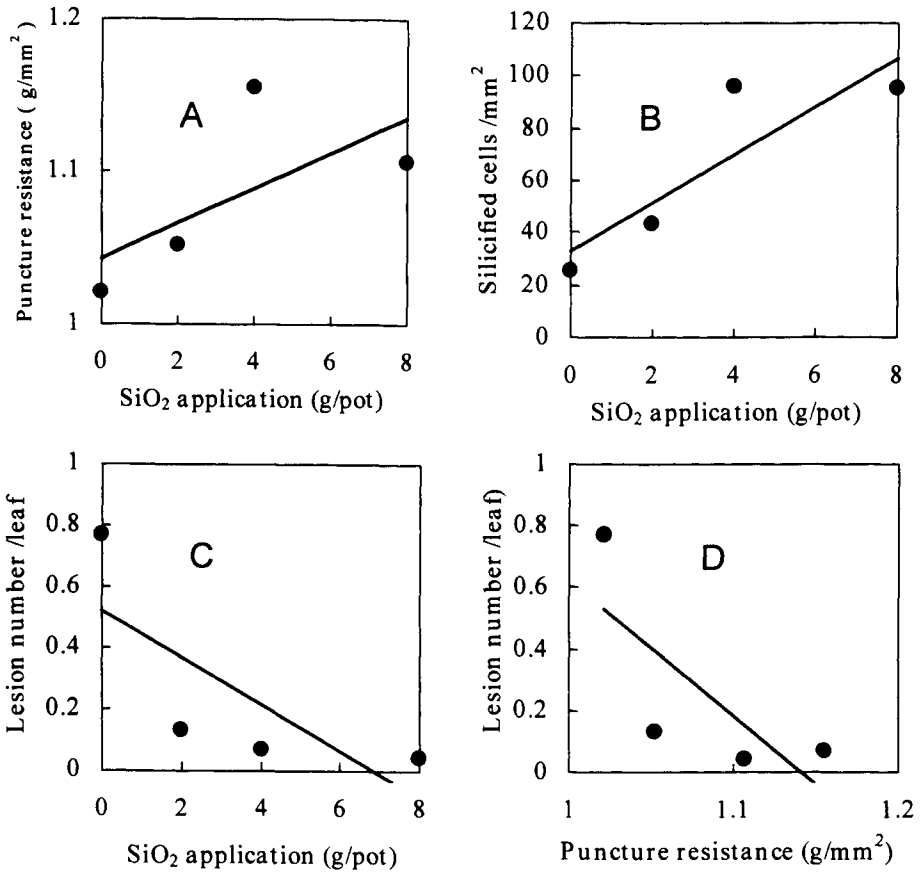 Puncture resistance ( g/mm²)
1.2
1.1
1
A
0 2 4 6 8
SiO₂ application (g/pot)
Silicified cells /mm²
120
100
80
60
40
20
0
B
0 2 4 6 8
SiO₂ application (g/pot)
Lesion number /leaf
1
0.8
0.6
0.4
0.2
0
C
0 2 4 6 8
SiO₂ application (g/pot)
Lesion number /leaf)
1
0.8
0.6
0.4
0.2
0
D
1 1.1 1.2
Puncture resistance (g/mm²)